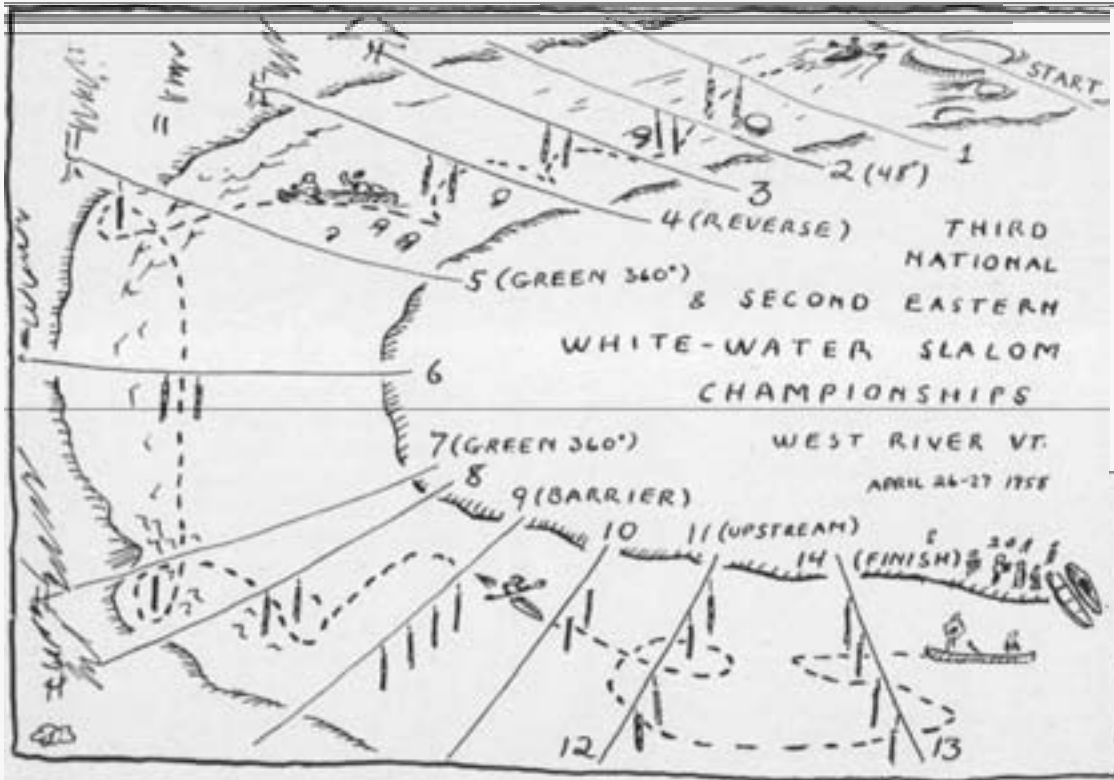 START
1
2 (48")
3
4 (REVERSE)
5 (GREEN 360°)
THIRD
NATIONAL
& SECOND EASTERN
WHITE-WATER SLALOM
CHAMPIONSHIPS
WEST RIVER VT.
APRIL 26-27 1958
6
7 (GREEN 360°)
8
9 (BARRIER)
10
11 (UPSTREAM)
14 (FINISH)
12
13